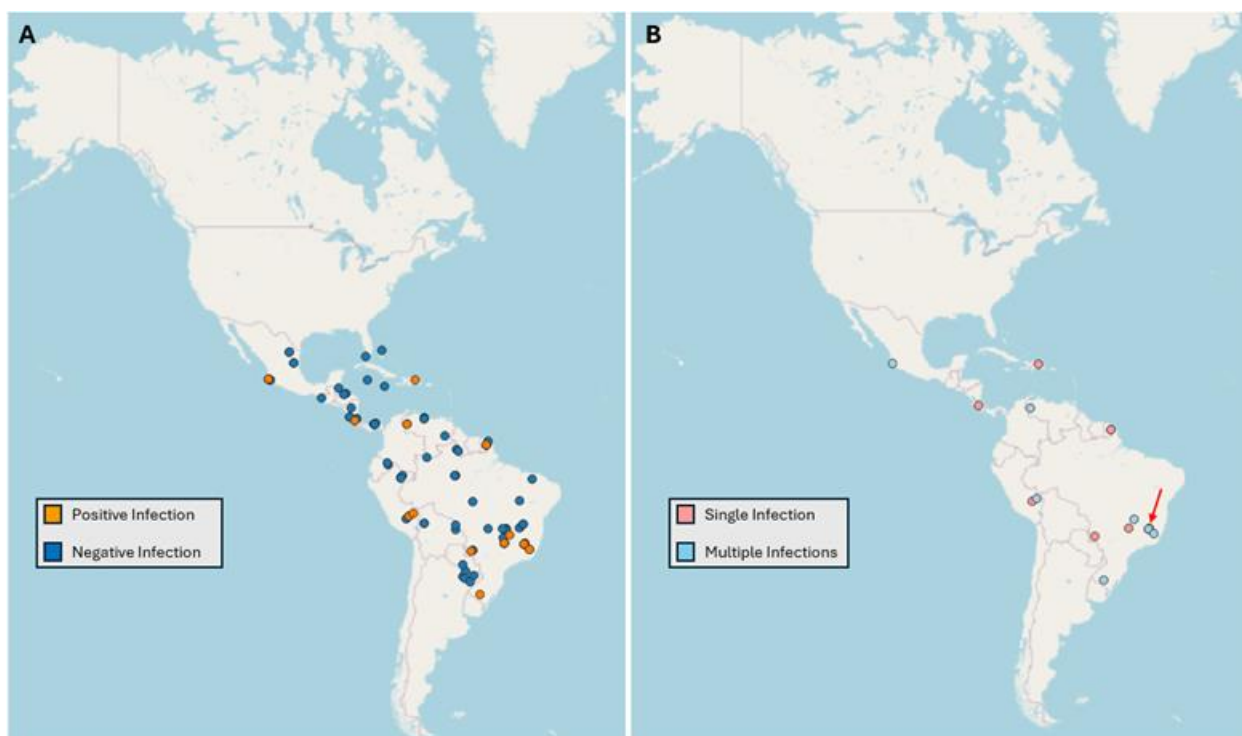 A
B
Positive Infection
Negative Infection
Single Infection
Multiple Infections